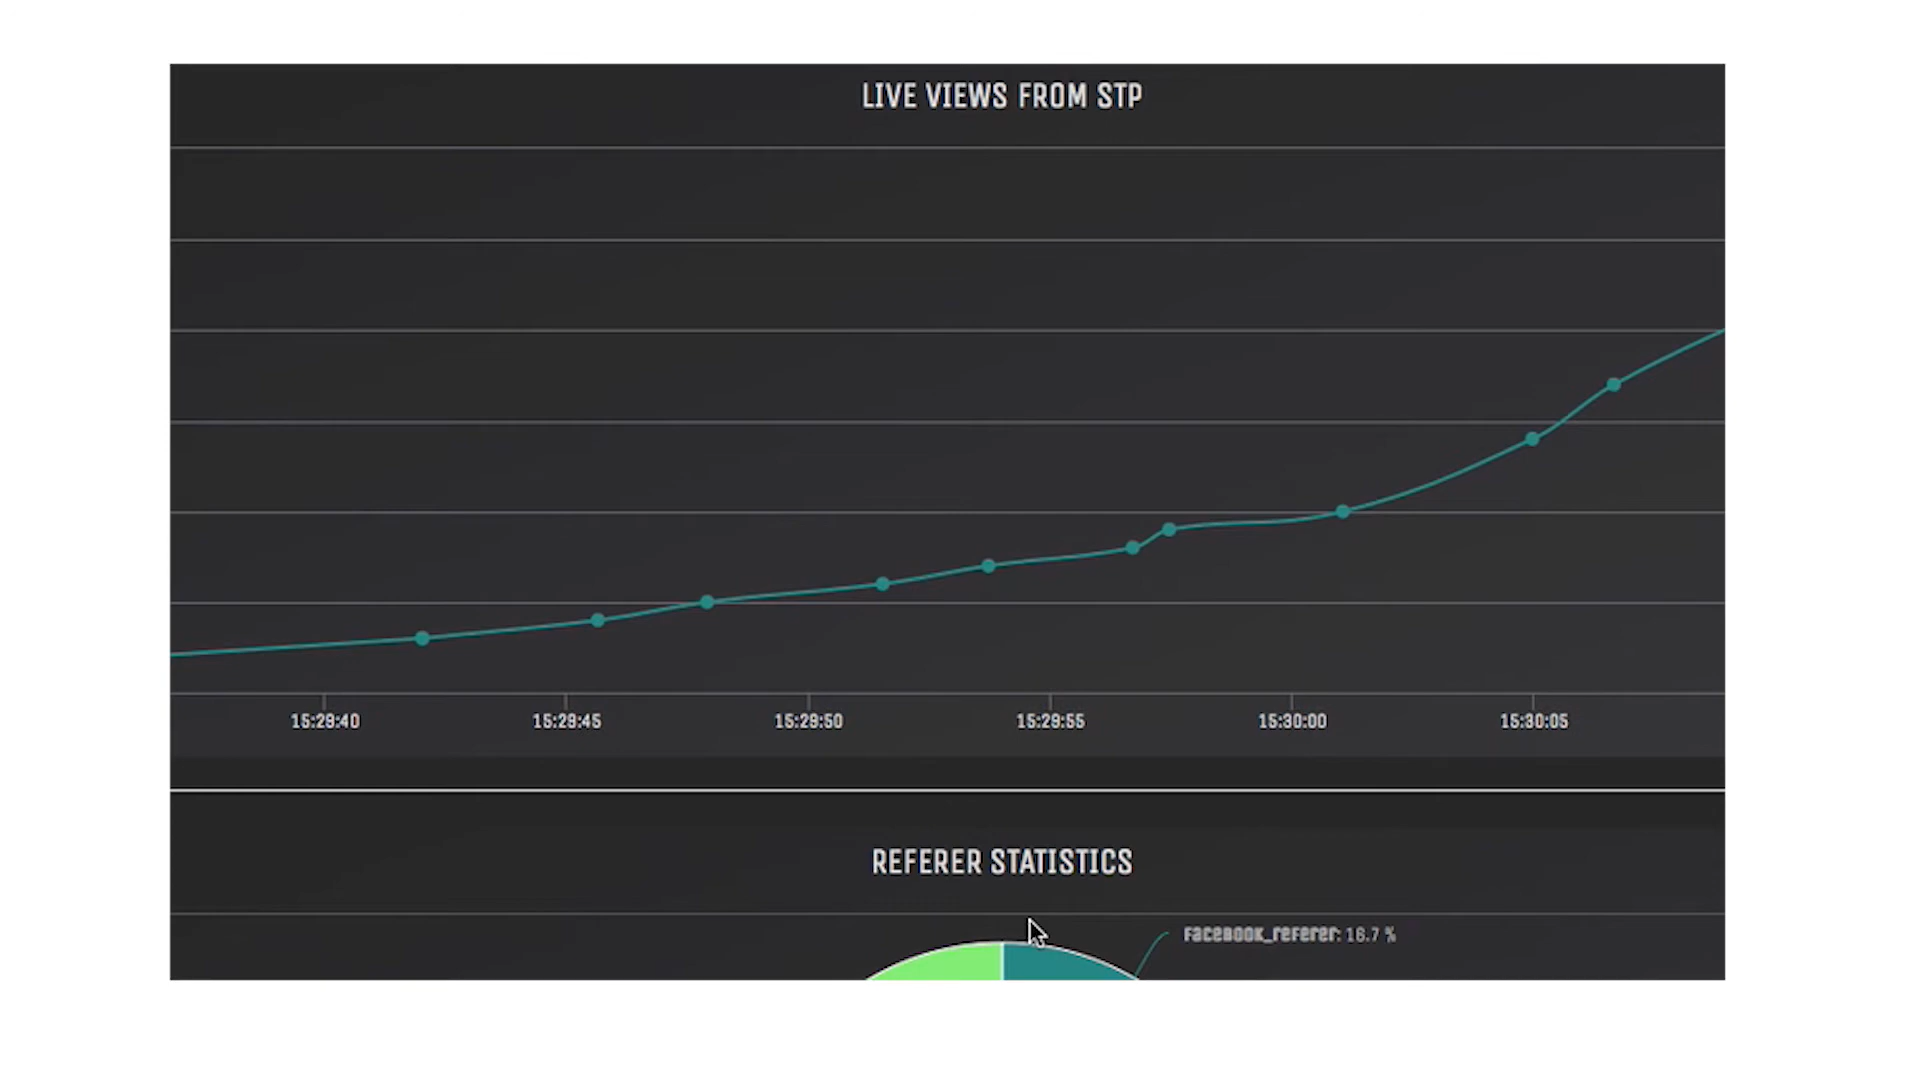 LIVE VIEWS FROM STP
15:29:40 15:29:45 15:29:50 15:29:55 15:30:00 15:30:05
REFERER STATISTICS
FACEBOOK_REFERER: 16.7 %